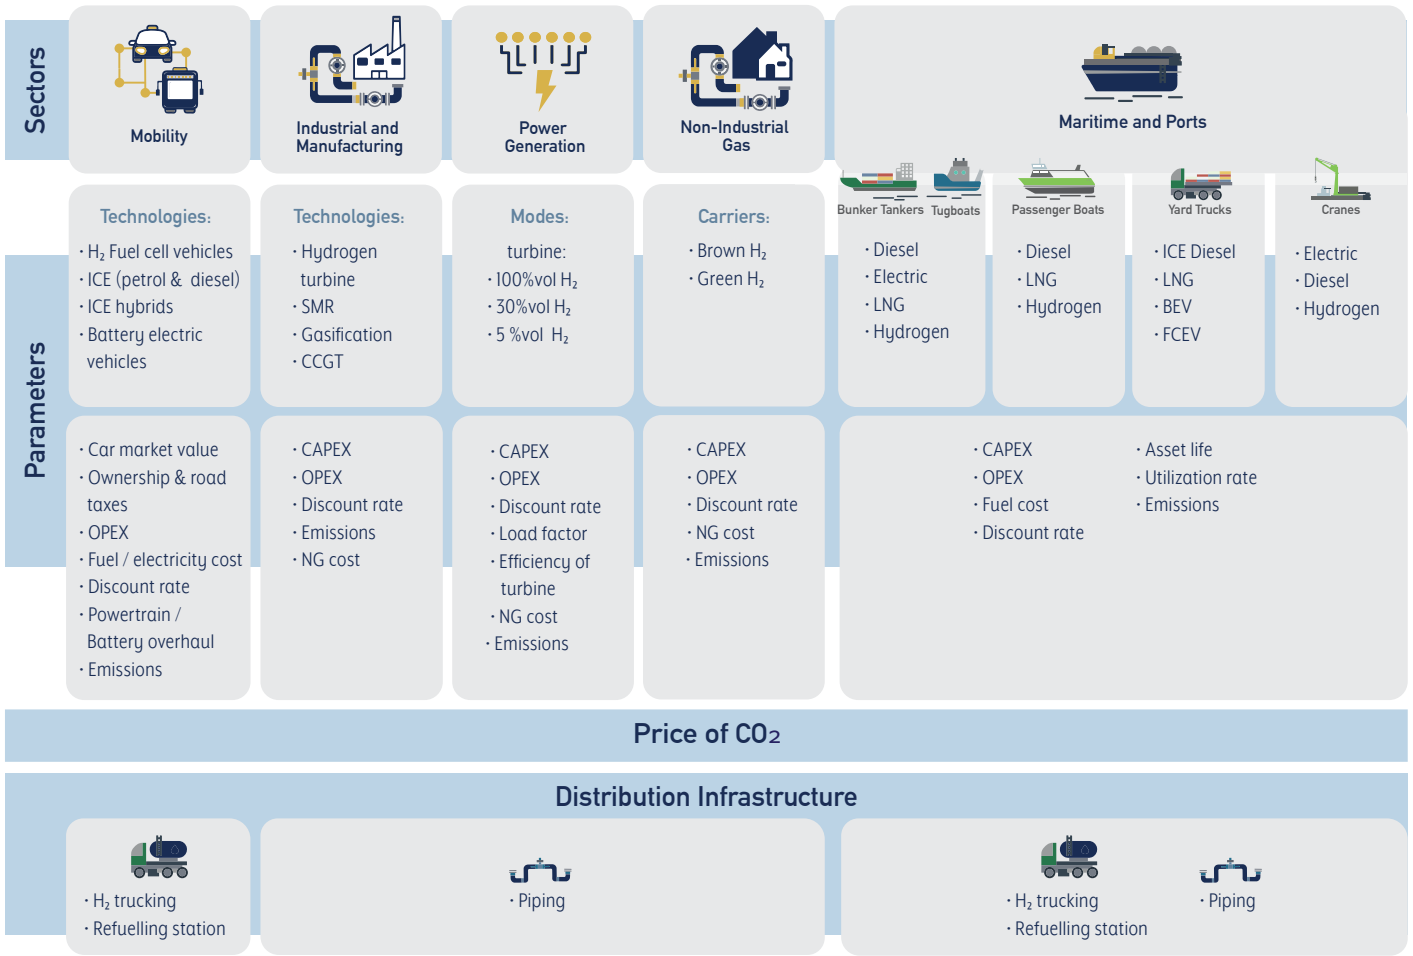 Sectors
Mobility
Industrial and
Manufacturing
Power
Generation
Non-Industrial
Gas
Maritime and Ports
Bunker Tankers
Tugboats
Passenger Boats
Yard Trucks
Cranes
Parameters
Technologies:
· H₂ Fuel cell vehicles
· ICE (petrol & diesel)
· ICE hybrids
· Battery electric
vehicles
Technologies:
· Hydrogen
turbine
· SMR
· Gasification
· CCGT
Modes:
turbine:
· 100%vol H₂
· 30%vol H₂
· 5 %vol H₂
Carriers:
· Brown H₂
· Green H₂
· Diesel
· Electric
· LNG
· Hydrogen
· Diesel
· LNG
· Hydrogen
· ICE Diesel
· LNG
· BEV
· FCEV
· Electric
· Diesel
· Hydrogen
· Car market value
· Ownership & road
taxes
· OPEX
· Fuel / electricity cost
· Discount rate
· Powertrain /
Battery overhaul
· Emissions
· CAPEX
· OPEX
· Discount rate
· Emissions
· NG cost
· CAPEX
· OPEX
· Discount rate
· Load factor
· Efficiency of
turbine
· NG cost
· Emissions
· CAPEX
· OPEX
· Discount rate
· NG cost
· Emissions
· CAPEX
· OPEX
· Fuel cost
· Discount rate
· Asset life
· Utilization rate
· Emissions
Price of CO₂
Distribution Infrastructure
· H₂ trucking
· Refuelling station
· Piping
· H₂ trucking
· Refuelling station
· Piping